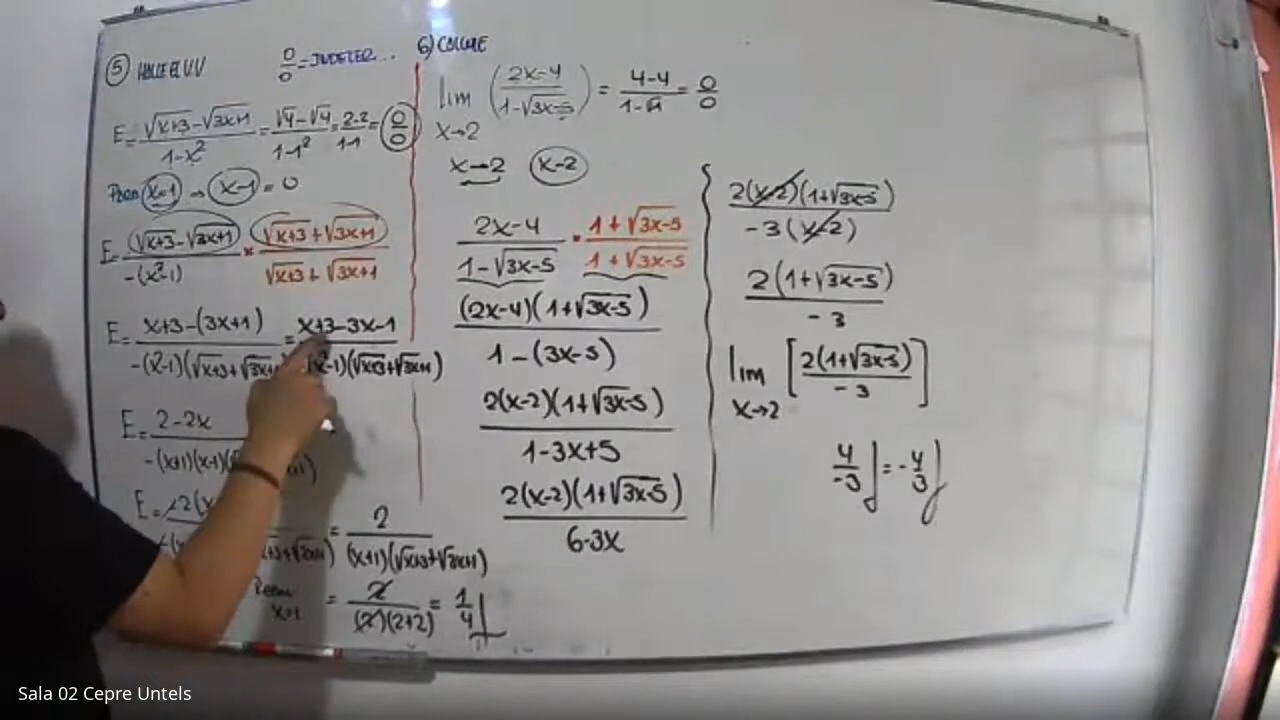 5 HALLE EL V.V
0/0 = INDETER...
E = (√(x+3) - √(3x+1))/(1-x²) = (√4 - √4)/(1-1²) = (2-2)/(1-1) = 0/0
PARA x=1 → x-1 = 0
E = (√(x+3) - √(3x+1))/(-(x²-1)) × (√(x+3) + √(3x+1))/(√(x+3) + √(3x+1))
E = (x+3-(3x+1))/(-(x²-1)(√(x+3) + √(3x+1))) = (x+3-3x-1)/((x²-1)(√(x+3) + √(3x+1)))
E = (2-2x)/(-(x+1)(x-1)
E = -2(x
= 2/((x+1)(√(x+3) + √(3x+1)))
x=1 = 2/((2)(2+2)) = 1/4
6) CALCULE
lim x→2 ((2x-4)/(1-√(3x-5))) = (4-4)/(1-√1) = 0/0
x→2 x-2
(2x-4)/(1-√(3x-5)) • (1+√(3x-5))/(1+√(3x-5))
(2x-4)(1+√(3x-5))/(1-(3x-5))
2(x-2)(1+√(3x-5))/(1-3x+5)
2(x-2)(1+√(3x-5))/(6-3x)
2(x-2)(1+√(3x-5))/(-3(x-2))
2(1+√(3x-5))/(-3)
lim x→2 [2(1+√(3x-5))/(-3)]
4/-3 = -4/3
Sala 02 Cepre Untels